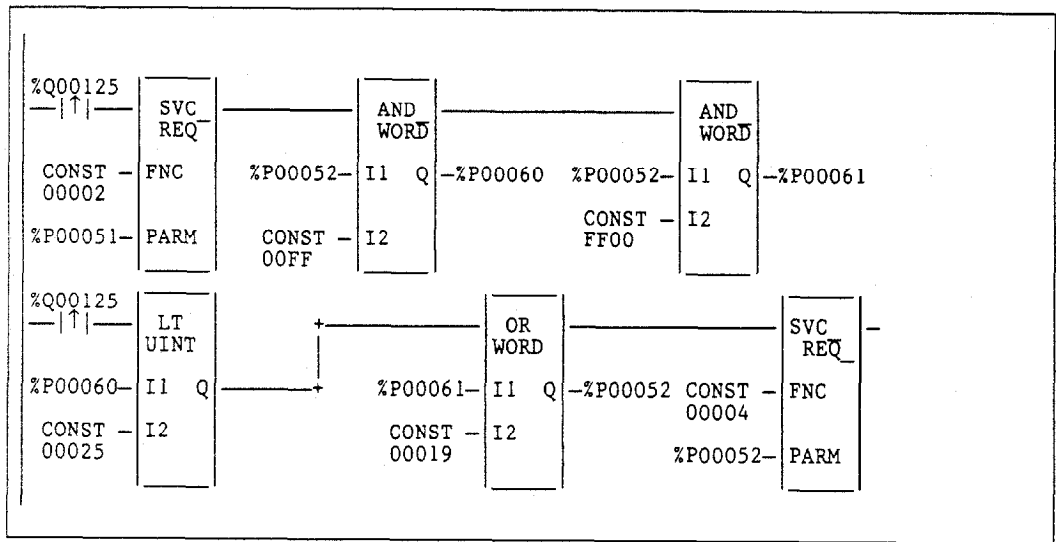 %Q00125
—|↑|— SVC REQ AND WORD AND WORD
CONST – FNC %P00052– I1 Q –%P00060 %P00052– I1 Q –%P00061
00002
CONST – I2
FF00
%P00051– PARM CONST – I2
00FF
%Q00125
—|↑|— LT UINT OR WORD SVC REQ
%P00060– I1 Q %P00061– I1 Q –%P00052 CONST – FNC
00004
CONST – I2 CONST – I2
00025 00019
%P00052– PARM